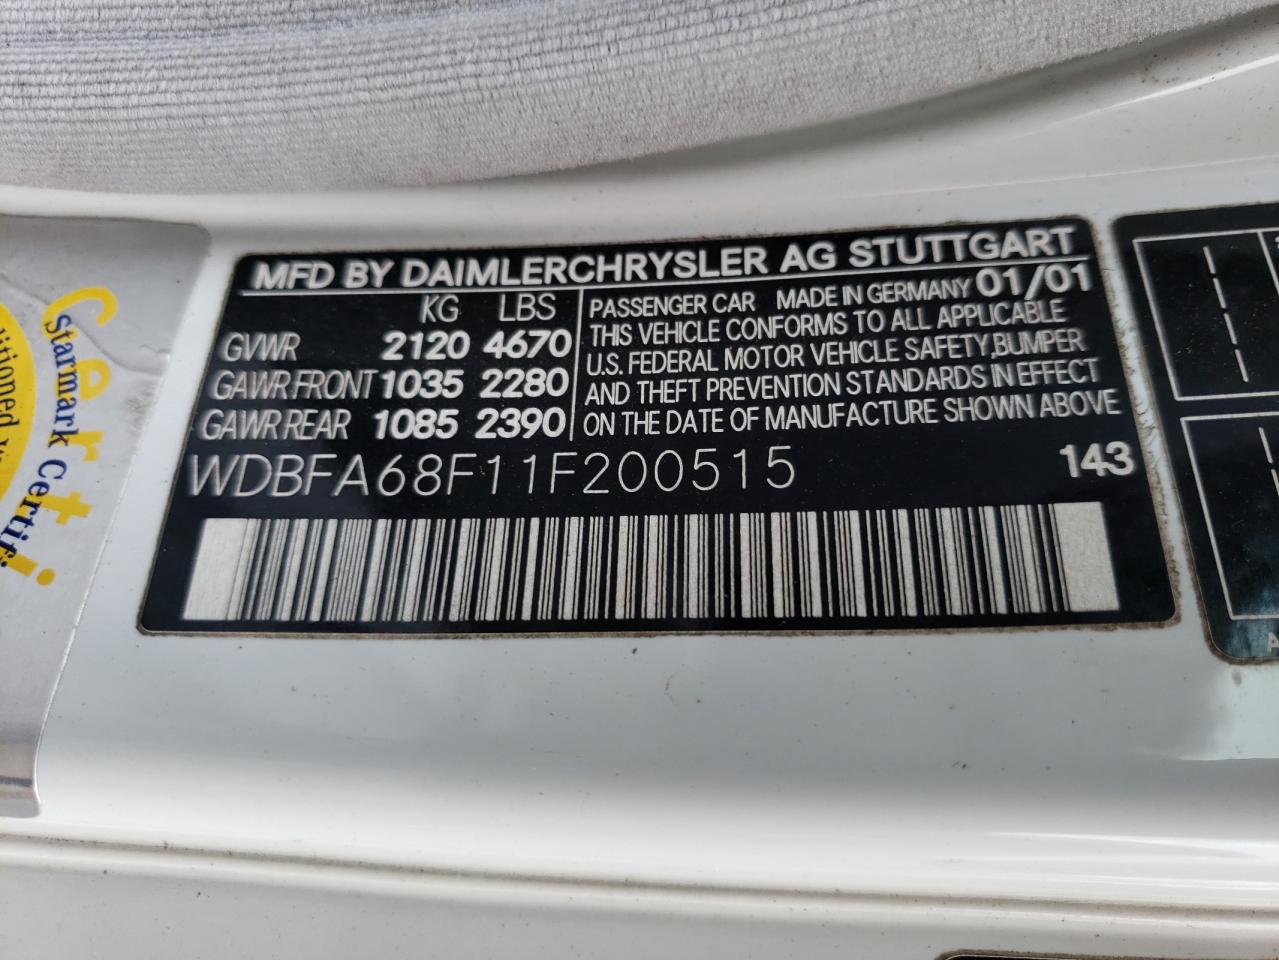 MFD BY DAIMLERCHRYSLER AG STUTTGART
KG LBS
GVWR 2120 4670
GAWR FRONT 1035 2280
GAWR REAR 1085 2390
PASSENGER CAR MADE IN GERMANY 01/01
THIS VEHICLE CONFORMS TO ALL APPLICABLE
U.S. FEDERAL MOTOR VEHICLE SAFETY, BUMPER
AND THEFT PREVENTION STANDARDS IN EFFECT
ON THE DATE OF MANUFACTURE SHOWN ABOVE
WDBFA68F11F200515 143
Certi
Starmark Certifi